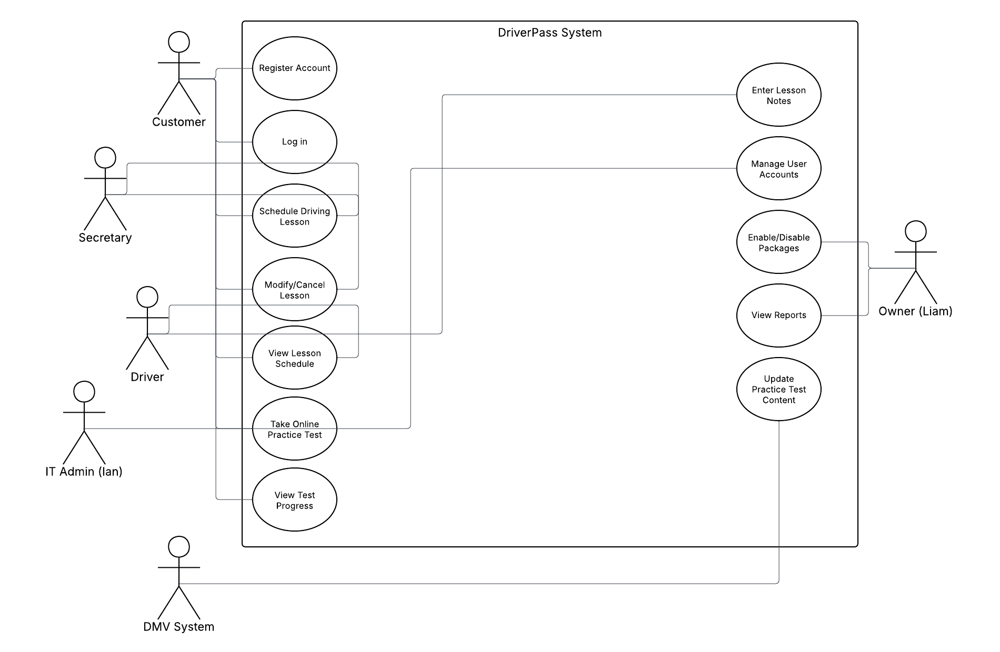 DriverPass System
Customer
Secretary
Driver
IT Admin (Ian)
DMV System
Register Account
Log in
Schedule Driving
Lesson
Modify/Cancel
Lesson
View Lesson
Schedule
Take Online
Practice Test
View Test
Progress
Enter Lesson
Notes
Manage User
Accounts
Enable/Disable
Packages
View Reports
Update
Practice Test
Content
Owner (Liam)